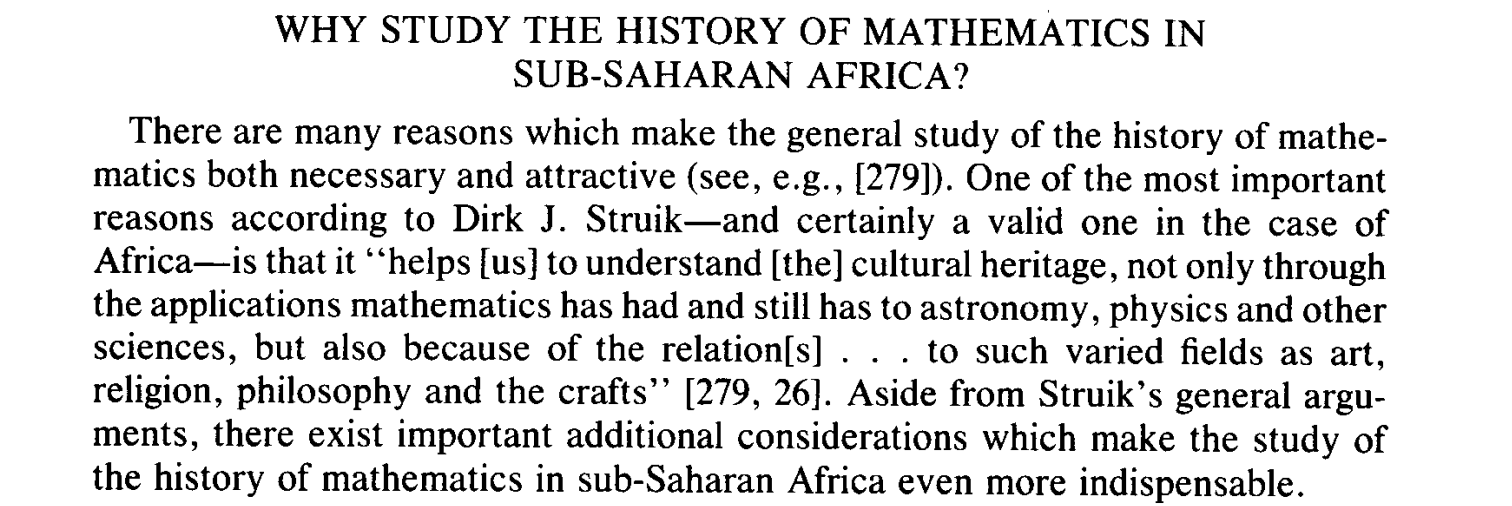 WHY STUDY THE HISTORY OF MATHEMATICS IN
SUB-SAHARAN AFRICA?
There are many reasons which make the general study of the history of mathe-
matics both necessary and attractive (see, e.g., [279]). One of the most important
reasons according to Dirk J. Struik—and certainly a valid one in the case of
Africa—is that it ‘‘helps [us] to understand [the] cultural heritage, not only through
the applications mathematics has had and still has to astronomy, physics and other
sciences, but also because of the relation[s] . . . to such varied fields as art,
religion, philosophy and the crafts’’ [279, 26]. Aside from Struik’s general argu-
ments, there exist important additional considerations which make the study of
the history of mathematics in sub-Saharan Africa even more indispensable.